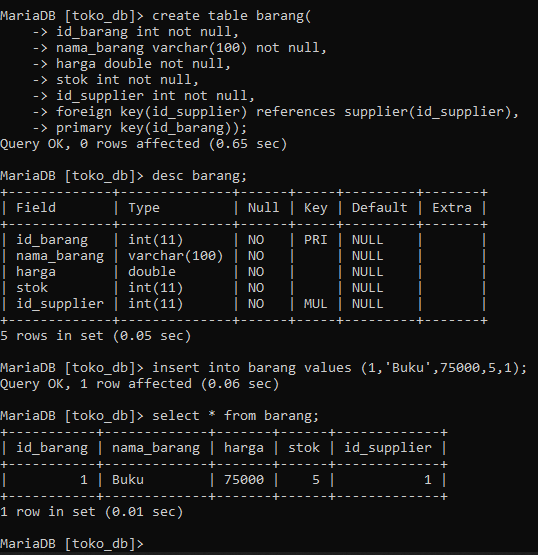 MariaDB [toko_db]> create table barang(
    -> id_barang int not null,
    -> nama_barang varchar(100) not null,
    -> harga double not null,
    -> stok int not null,
    -> id_supplier int not null,
    -> foreign key(id_supplier) references supplier(id_supplier),
    -> primary key(id_barang));
Query OK, 0 rows affected (0.65 sec)

MariaDB [toko_db]> desc barang;
+-------------+--------------+------+-----+---------+-------+
| Field       | Type         | Null | Key | Default | Extra |
+-------------+--------------+------+-----+---------+-------+
| id_barang   | int(11)      | NO   | PRI | NULL    |       |
| nama_barang | varchar(100) | NO   |     | NULL    |       |
| harga       | double       | NO   |     | NULL    |       |
| stok        | int(11)      | NO   |     | NULL    |       |
| id_supplier | int(11)      | NO   | MUL | NULL    |       |
+-------------+--------------+------+-----+---------+-------+
5 rows in set (0.05 sec)

MariaDB [toko_db]> insert into barang values (1,'Buku',75000,5,1);
Query OK, 1 row affected (0.06 sec)

MariaDB [toko_db]> select * from barang;
+-----------+-------------+-------+------+-------------+
| id_barang | nama_barang | harga | stok | id_supplier |
+-----------+-------------+-------+------+-------------+
|         1 | Buku        | 75000 |    5 |           1 |
+-----------+-------------+-------+------+-------------+
1 row in set (0.01 sec)

MariaDB [toko_db]>